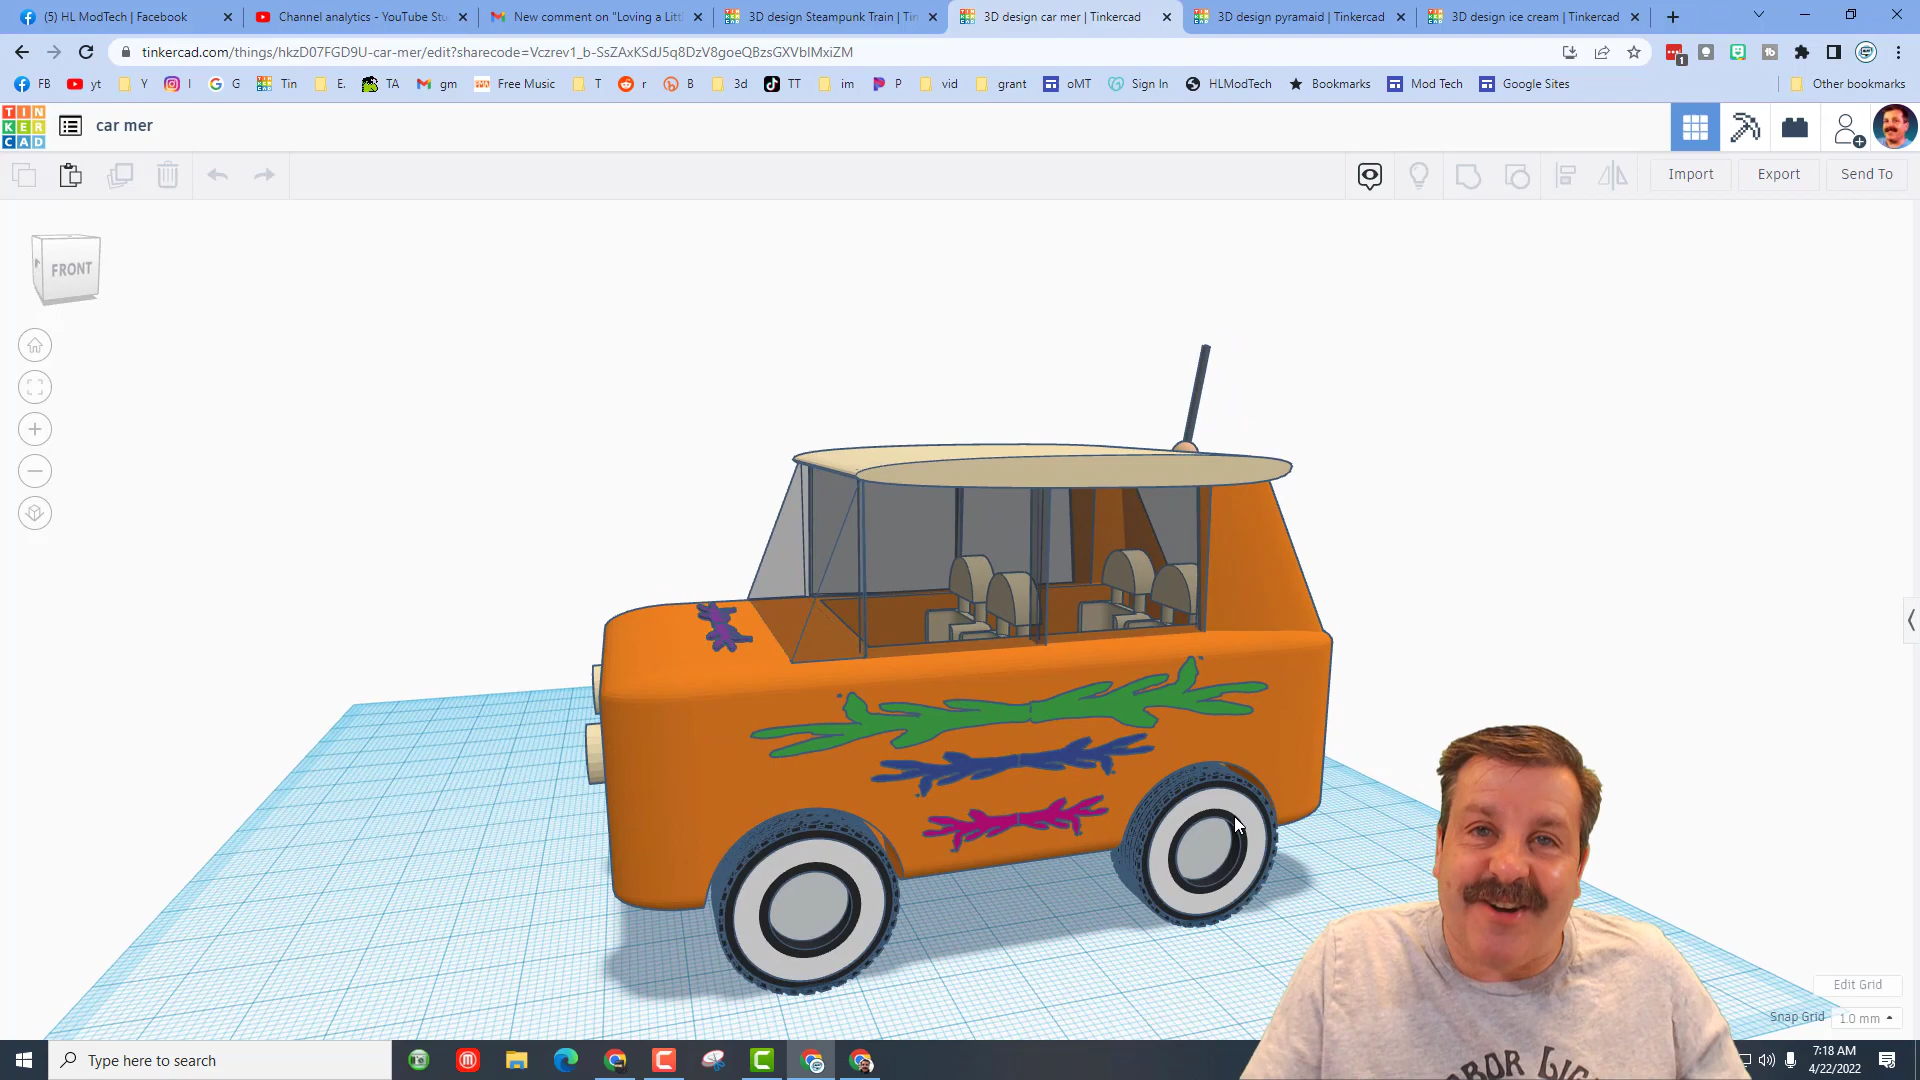 (5) HL ModTech | Facebook
Channel analytics - YouTube Stu
New comment on "Loving a Littl
3D design Steampunk Train | Tin
3D design car mer | Tinkercad
3D design pyramaid | Tinkercad
3D design ice cream | Tinkercad
tinkercad.com/things/hkzD07FGD9U-car-mer/edit?sharecode=Vczrev1_b-SsZAxKSdJ5q8DzV8goeQBzsGXVbIMxiZM
1
FB
yt
Y
I
G
Tin
E.
TA
gm
Free Music
T
r
B
3d
TT
im
P
vid
grant
oMT
Sign In
HLModTech
Bookmarks
Mod Tech
Google Sites
Other bookmarks
TIN
KER
CAD
car mer
Import
Export
Send To
FRONT
Edit Grid
Snap Grid
1.0 mm
Type here to search
7:18 AM
4/22/2022